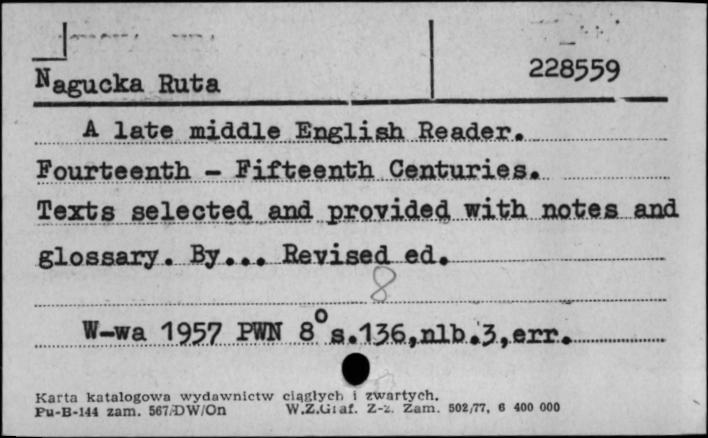 228559
Nagucka Ruta
A late middle English Reader.
Fourteenth - Fifteenth Centuries.
Texts selected and provided with notes and
glossary. By... Revised ed.
8
W-wa 1957 PWN 8° s.136,nlb.3,err.
Karta katalogowa wydawnictw ciągłych i zwartych.
Pu-B-144 zam. 567/DW/On W.Z.Graf. Z-z. Zam. 502/77, 6 400 000